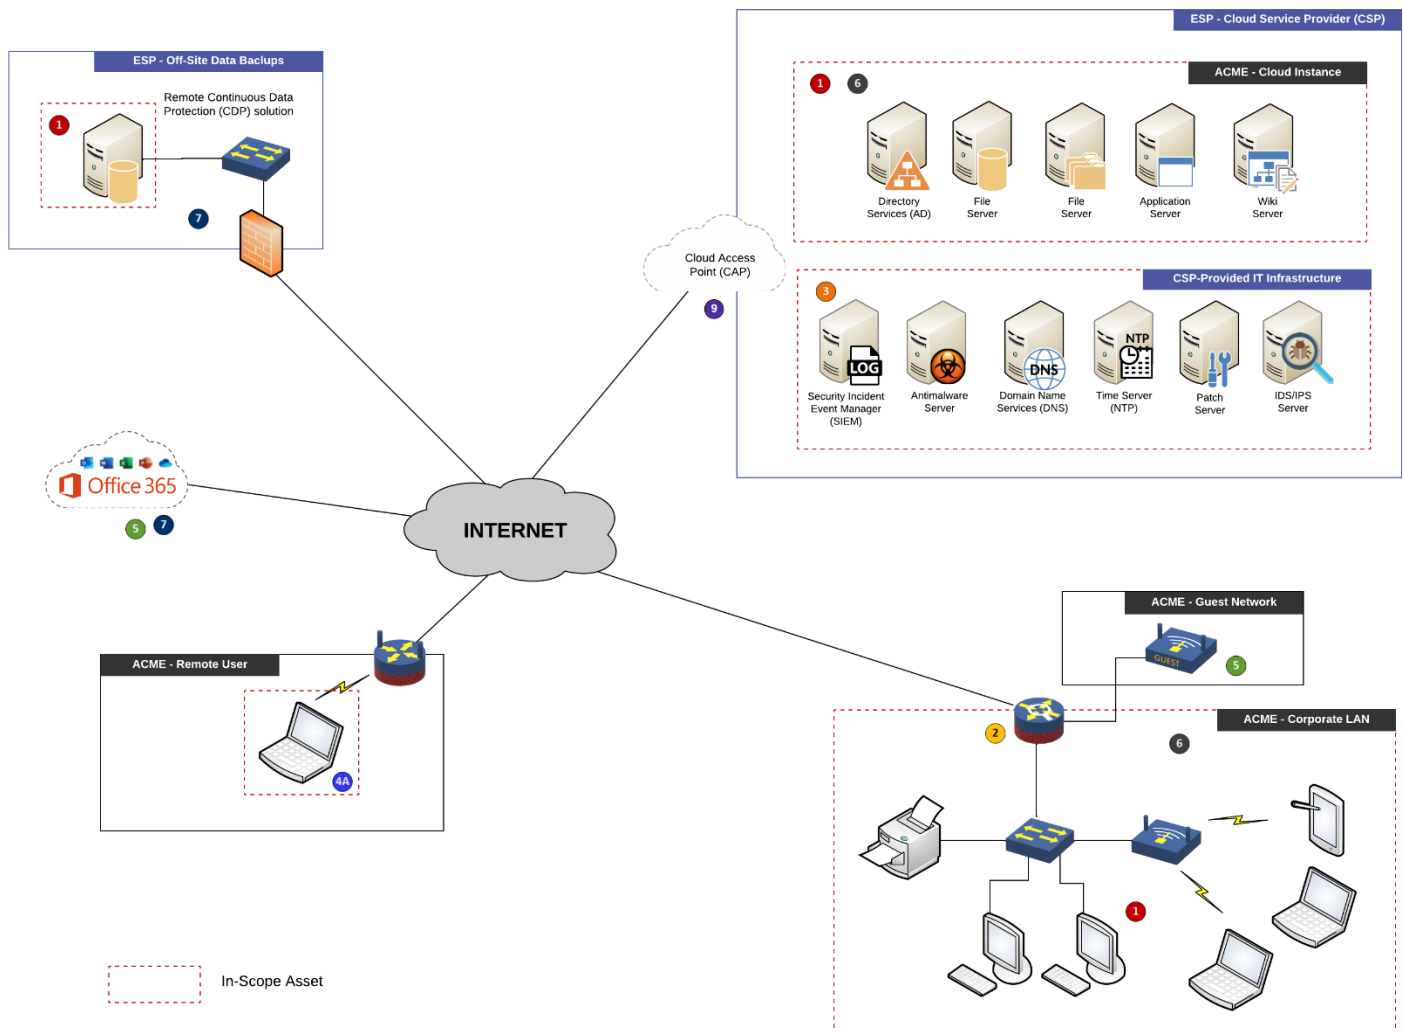 ESP - Cloud Service Provider (CSP)
ESP - Off-Site Data Baclups
Remote Continuous Data
Protection (CDP) solution
1
7
ACME - Cloud Instance
1
6
Directory
Services (AD)
File
Server
File
Server
Application
Server
Wiki
Server
Cloud Access
Point (CAP)
9
CSP-Provided IT Infrastructure
3
LOG
DNS
NTP
Security Incident
Event Manager
(SIEM)
Antimalware
Server
Domain Name
Services (DNS)
Time Server
(NTP)
Patch
Server
IDS/IPS
Server
Office 365
5
7
INTERNET
ACME - Guest Network
GUEST
5
ACME - Remote User
4A
ACME - Corporate LAN
2
6
1
In-Scope Asset